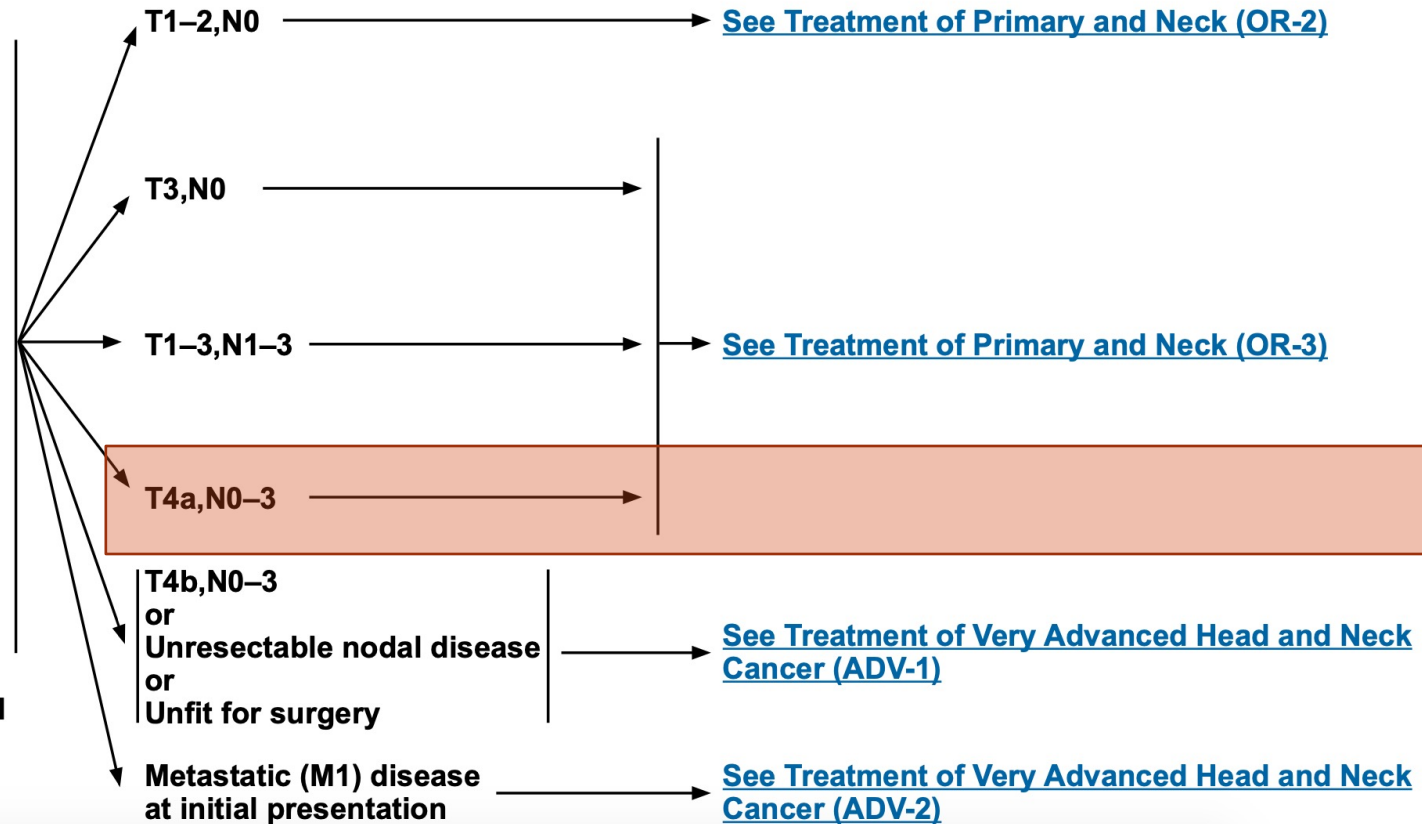 T1–2,N0
See Treatment of Primary and Neck (OR-2)
T3,N0
T1–3,N1–3
See Treatment of Primary and Neck (OR-3)
T4a,N0–3
T4b,N0–3
or
Unresectable nodal disease
or
Unfit for surgery
See Treatment of Very Advanced Head and Neck
Cancer (ADV-1)
Metastatic (M1) disease
at initial presentation
See Treatment of Very Advanced Head and Neck
Cancer (ADV-2)